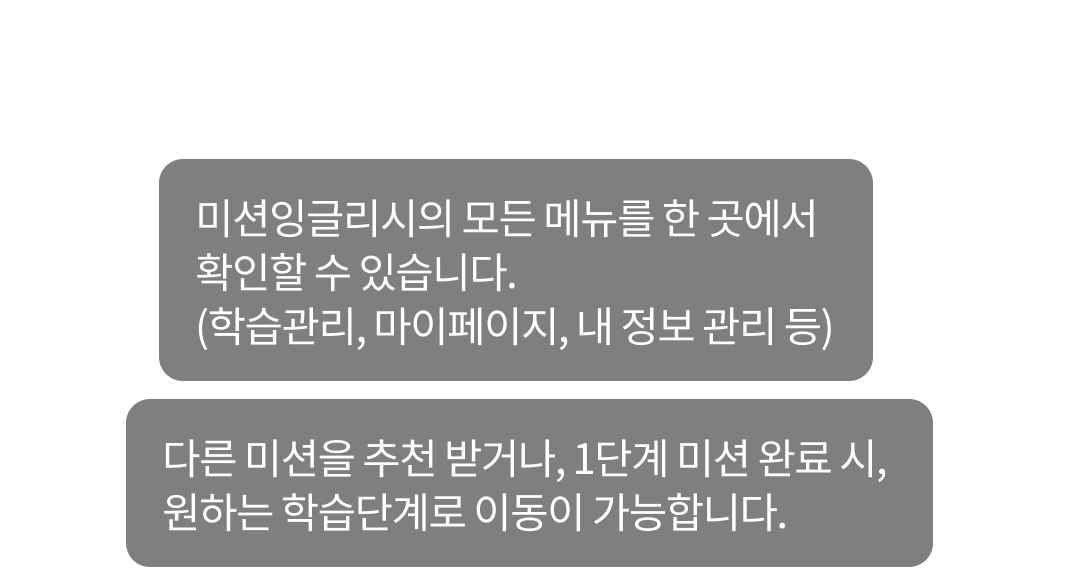 미션잉글리시의 모든 메뉴를 한 곳에서
확인할 수 있습니다.
(학습관리, 마이페이지, 내 정보 관리 등)
다른 미션을 추천 받거나, 1단계 미션 완료 시,
원하는 학습단계로 이동이 가능합니다.